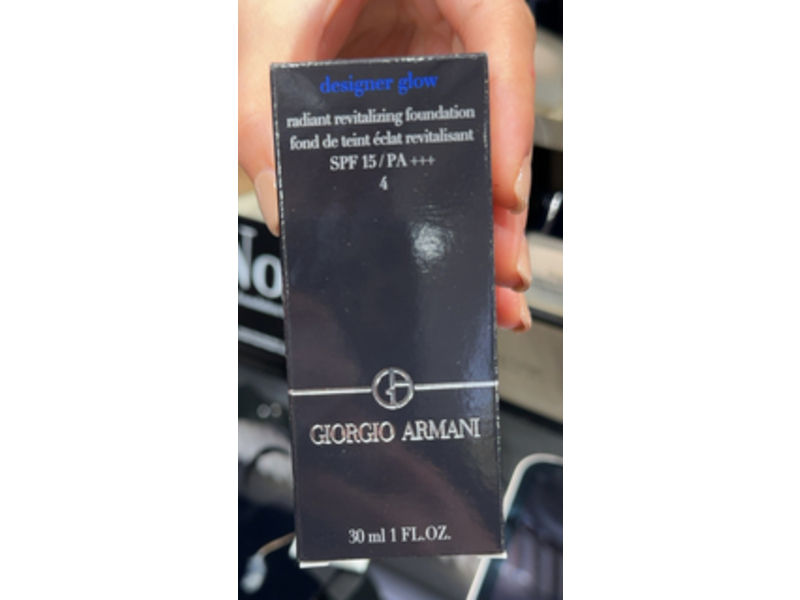 designer glow
radiant revitalizing foundation
fond de teint éclat revitalisant
SPF 15 / PA +++
4
No
GIORGIO ARMANI
30 ml 1 FL.OZ.